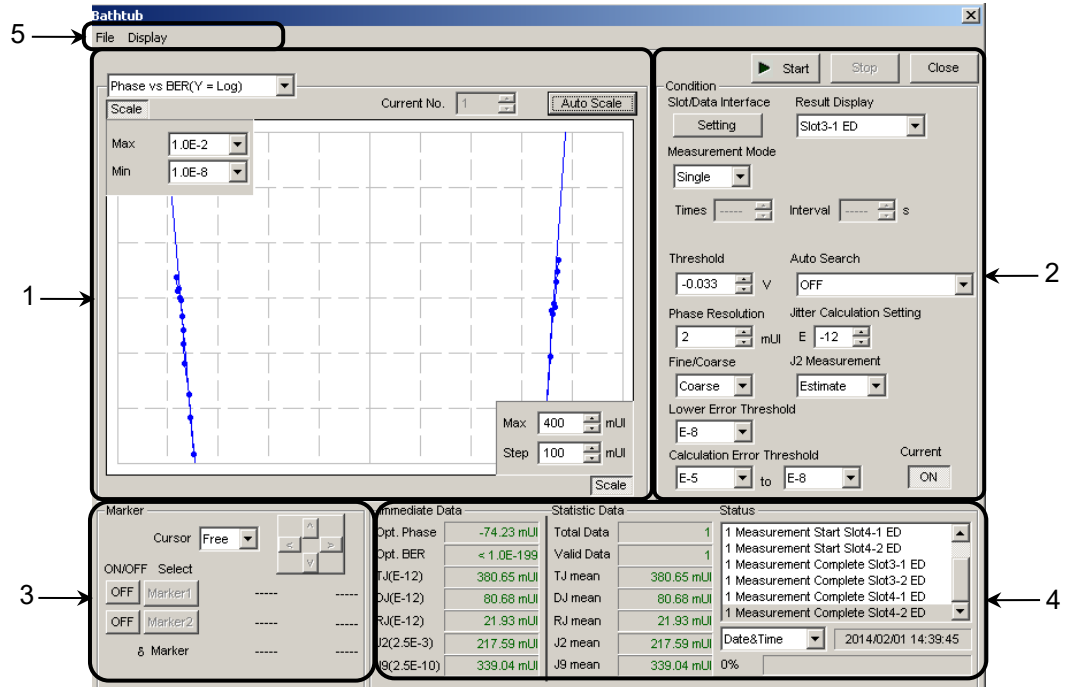 Bathtub
5
File Display
Start Stop Close
Phase vs BER(Y = Log)
Scale
Current No. 1
Auto Scale
Max 1.0E-2
Min 1.0E-8
Max 400 mUI
Step 100 mUI
Scale
1
Condition
Slot/Data Interface Result Display
Setting Slot3-1 ED
Measurement Mode
Single
Times ----- Interval ----- s
Threshold Auto Search
-0.033 V OFF
Phase Resolution Jitter Calculation Setting
2 mUI E -12
Fine/Coarse J2 Measurement
Coarse Estimate
Lower Error Threshold
E-8
Calculation Error Threshold Current
E-5 to E-8 ON
2
Marker
Cursor Free
ON/OFF Select
OFF Marker1 ----- -----
OFF Marker2 ----- -----
δ Marker ----- -----
3
Immediate Data
Opt. Phase -74.23 mUI
Opt. BER < 1.0E-199
TJ(E-12) 380.65 mUI
DJ(E-12) 80.68 mUI
RJ(E-12) 21.93 mUI
J2(2.5E-3) 217.59 mUI
J9(2.5E-10) 339.04 mUI
Statistic Data
Total Data 1
Valid Data 1
TJ mean 380.65 mUI
DJ mean 80.68 mUI
RJ mean 21.93 mUI
J2 mean 217.59 mUI
J9 mean 339.04 mUI
Status
1 Measurement Start Slot4-1 ED
1 Measurement Start Slot4-2 ED
1 Measurement Complete Slot3-1 ED
1 Measurement Complete Slot3-2 ED
1 Measurement Complete Slot4-1 ED
1 Measurement Complete Slot4-2 ED
Date&Time 2014/02/01 14:39:45
0%
4